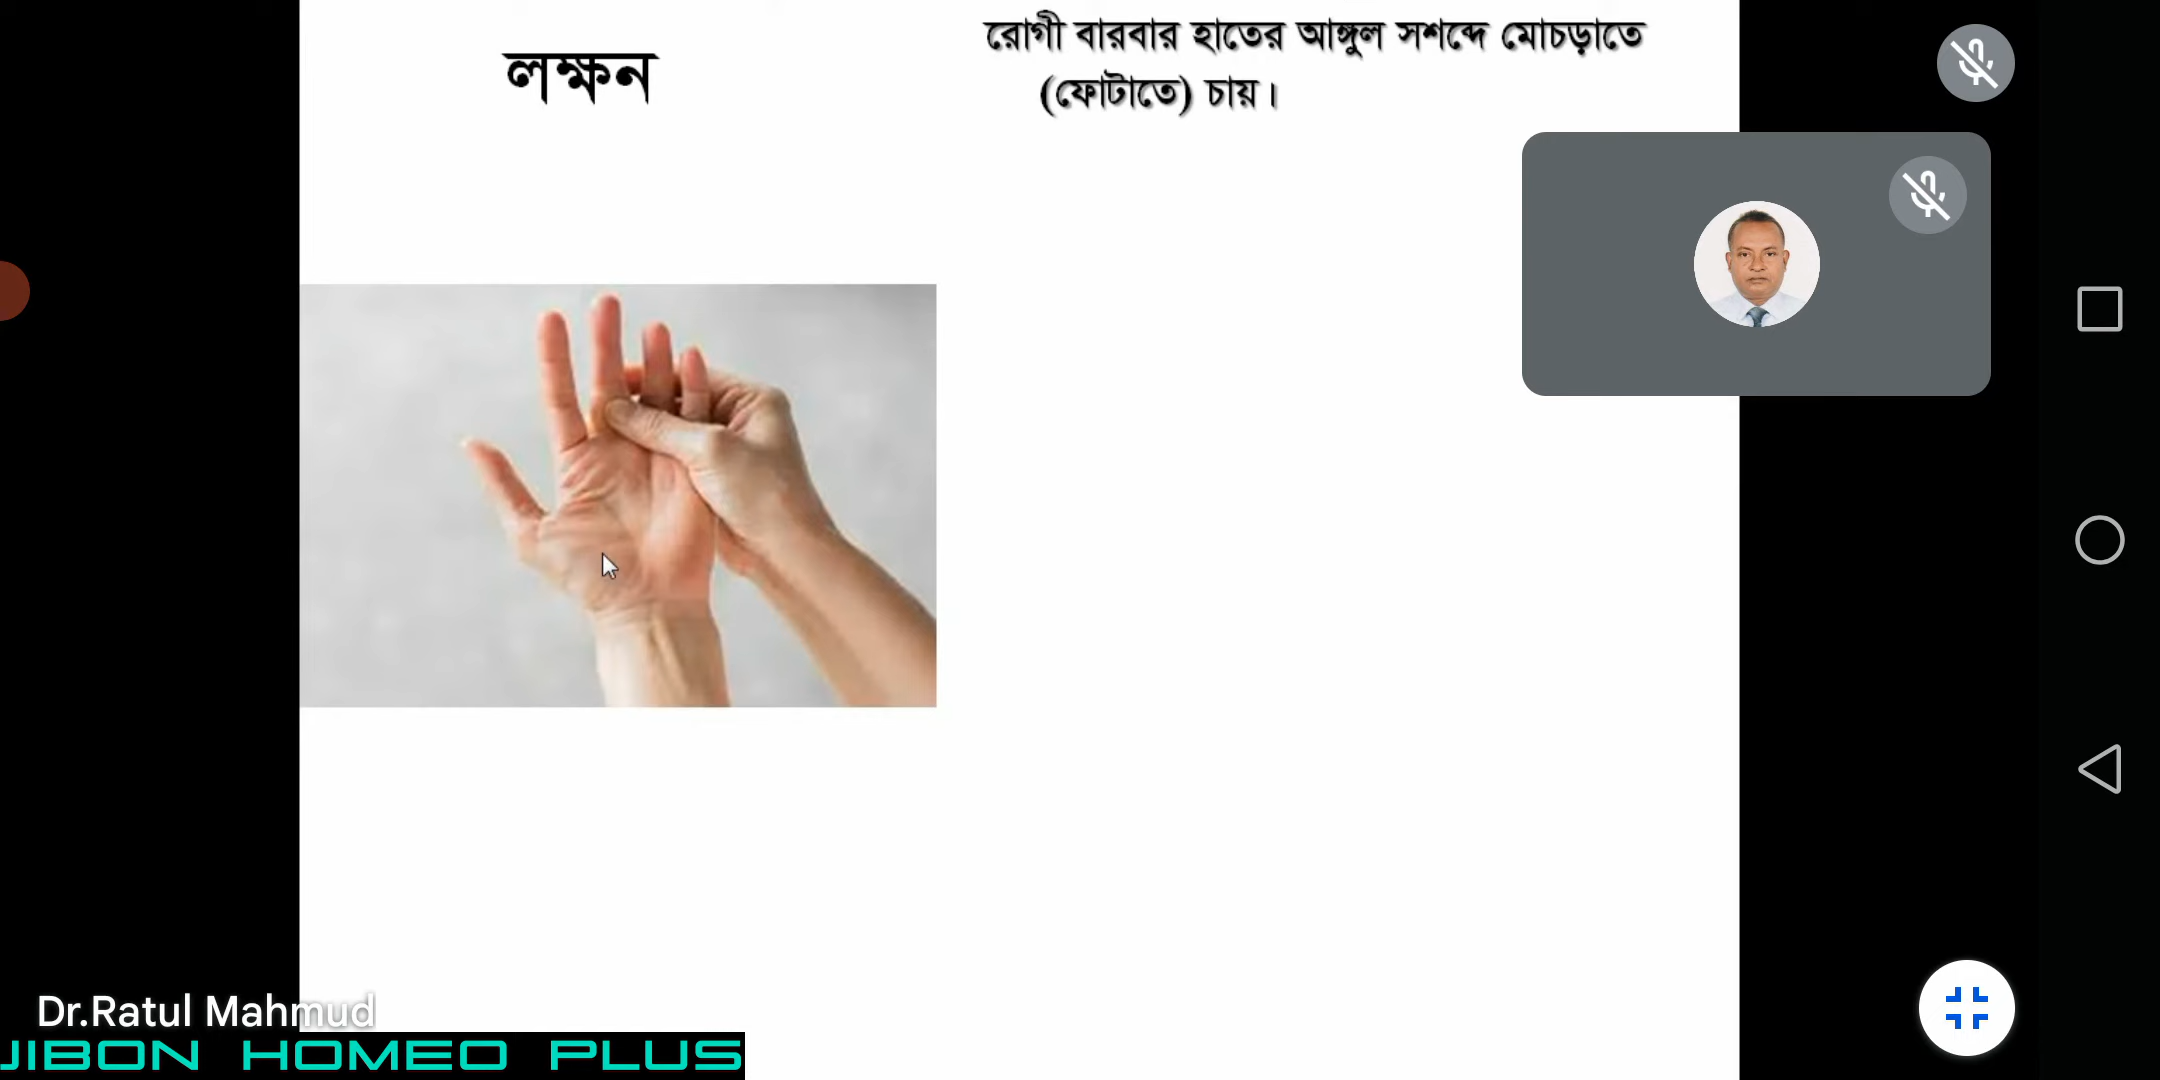 লক্ষন
রোগী বারবার হাতের আঙ্গুল সশব্দে মোচড়াতে
(ফোটাতে) চায়।
Dr.Ratul Mahmud
JIBON HOMEO PLUS